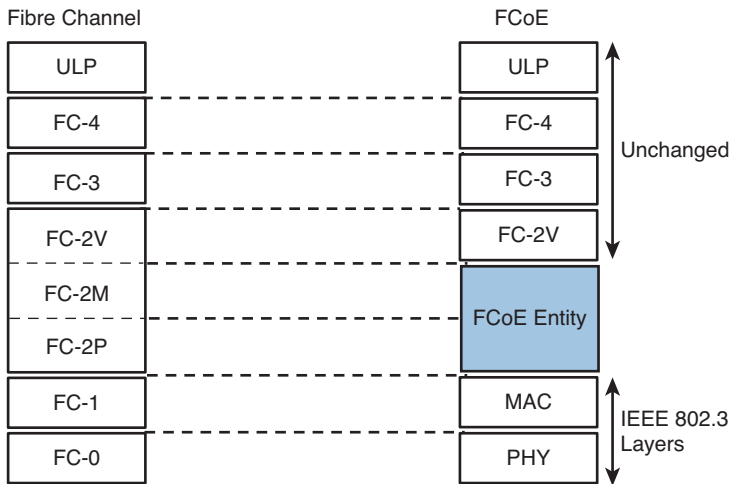 Fibre Channel
FCoE
ULP
ULP
FC-4
FC-4
Unchanged
FC-3
FC-3
FC-2V
FC-2V
FC-2M
FCoE Entity
FC-2P
FC-1
MAC
IEEE 802.3
Layers
FC-0
PHY